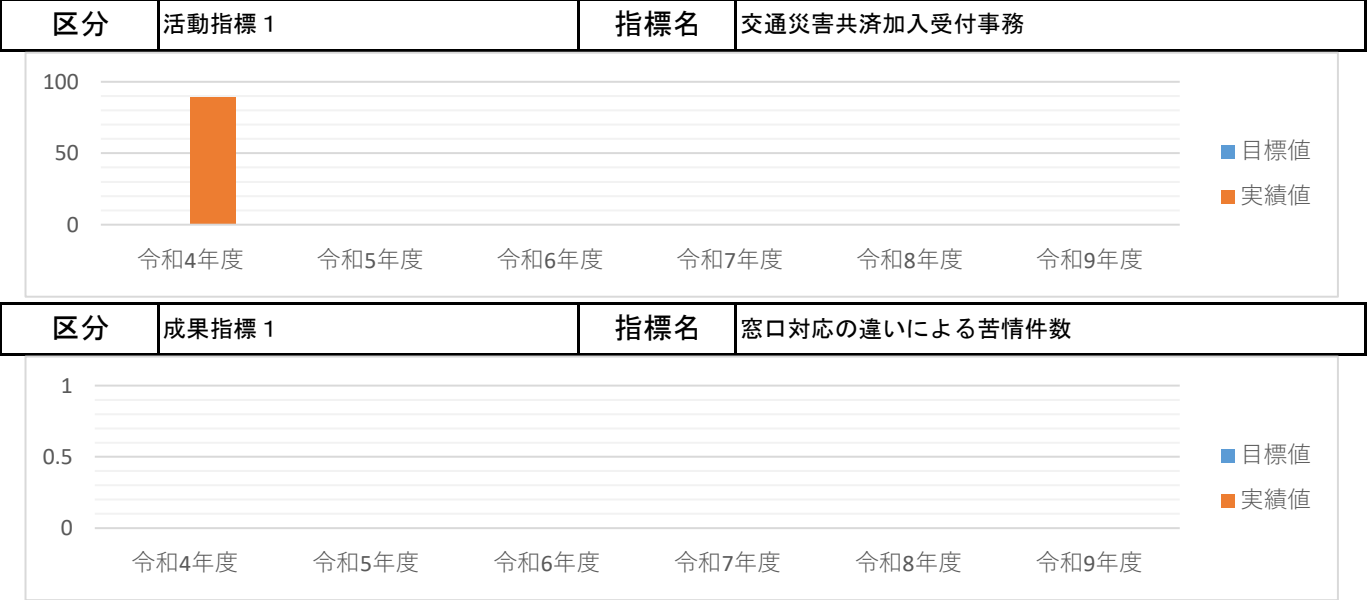 区分 活動指標１ 指標名 交通災害共済加入受付事務
100
50
0
令和4年度 令和5年度 令和6年度 令和7年度 令和8年度 令和9年度
目標値
実績値
区分 成果指標１ 指標名 窓口対応の違いによる苦情件数
1
0.5
0
令和4年度 令和5年度 令和6年度 令和7年度 令和8年度 令和9年度
目標値
実績値